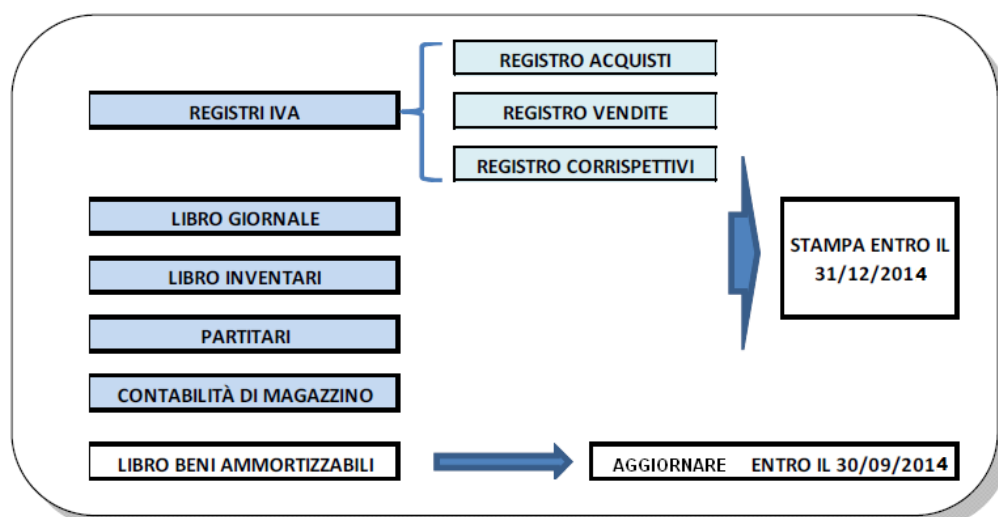 REGISTRO ACQUISTI
REGISTRI IVA
REGISTRO VENDITE
REGISTRO CORRISPETTIVI
LIBRO GIORNALE
LIBRO INVENTARI
PARTITARI
CONTABILITÀ DI MAGAZZINO
STAMPA ENTRO IL
31/12/2014
LIBRO BENI AMMORTIZZABILI
AGGIORNARE ENTRO IL 30/09/2014